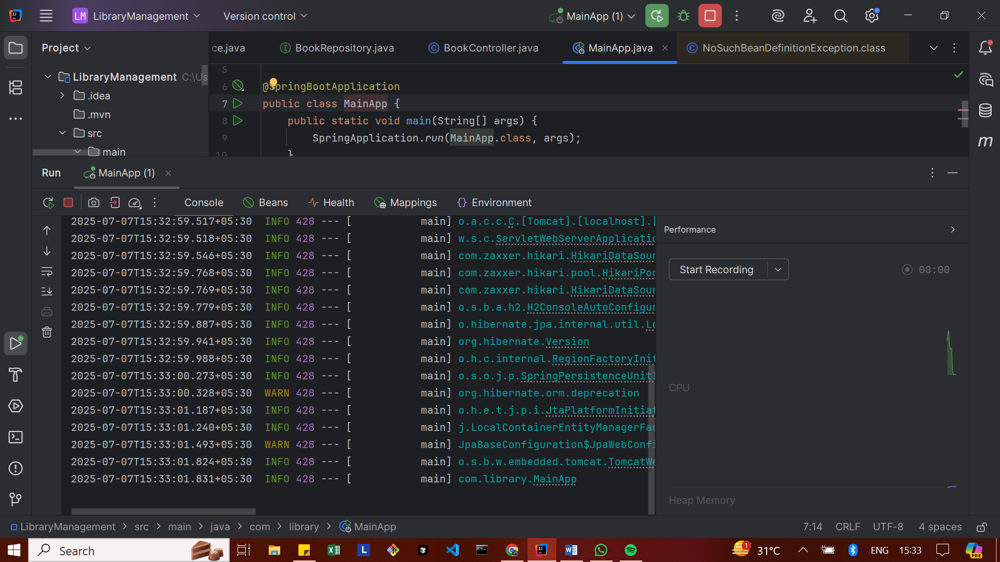 LM LibraryManagement Version control MainApp (1)
Project
ce.java BookRepository.java BookController.java MainApp.java NoSuchBeanDefinitionException.class
LibraryManagement C:\Us
.idea
.mvn
src
main
5
6 @SpringBootApplication
7 public class MainApp {
8 public static void main(String[] args) {
9 SpringApplication.run(MainApp.class, args);
10 }
Run MainApp (1)
Console Beans Health Mappings Environment
2025-07-07T15:32:59.517+05:30 INFO 428 --- [ main] o.a.c.c.C.[Tomcat].[localhost].[
2025-07-07T15:32:59.518+05:30 INFO 428 --- [ main] w.s.c.ServletWebServerApplicatio
2025-07-07T15:32:59.546+05:30 INFO 428 --- [ main] com.zaxxer.hikari.HikariDataSour
2025-07-07T15:32:59.768+05:30 INFO 428 --- [ main] com.zaxxer.hikari.pool.HikariPoo
2025-07-07T15:32:59.769+05:30 INFO 428 --- [ main] com.zaxxer.hikari.HikariDataSour
2025-07-07T15:32:59.779+05:30 INFO 428 --- [ main] o.s.b.a.h2.H2ConsoleAutoConfigur
2025-07-07T15:32:59.887+05:30 INFO 428 --- [ main] o.hibernate.jpa.internal.util.Lo
2025-07-07T15:32:59.941+05:30 INFO 428 --- [ main] org.hibernate.Version
2025-07-07T15:32:59.988+05:30 INFO 428 --- [ main] o.h.c.internal.RegionFactoryInit
2025-07-07T15:33:00.273+05:30 INFO 428 --- [ main] o.s.o.j.p.SpringPersistenceUnitI
2025-07-07T15:33:00.328+05:30 WARN 428 --- [ main] org.hibernate.orm.deprecation
2025-07-07T15:33:01.187+05:30 INFO 428 --- [ main] o.h.e.t.j.p.i.JtaPlatformInitiat
2025-07-07T15:33:01.240+05:30 INFO 428 --- [ main] j.LocalContainerEntityManagerFac
2025-07-07T15:33:01.493+05:30 WARN 428 --- [ main] JpaBaseConfiguration$JpaWebConfi
2025-07-07T15:33:01.824+05:30 INFO 428 --- [ main] o.s.b.w.embedded.tomcat.TomcatWe
2025-07-07T15:33:01.831+05:30 INFO 428 --- [ main] com.library.MainApp
Performance
Start Recording 00:00
CPU
Heap Memory
LibraryManagement > src > main > java > com > library > MainApp 7:14 CRLF UTF-8 4 spaces
Search 1 31°C ENG 15:33 PRE